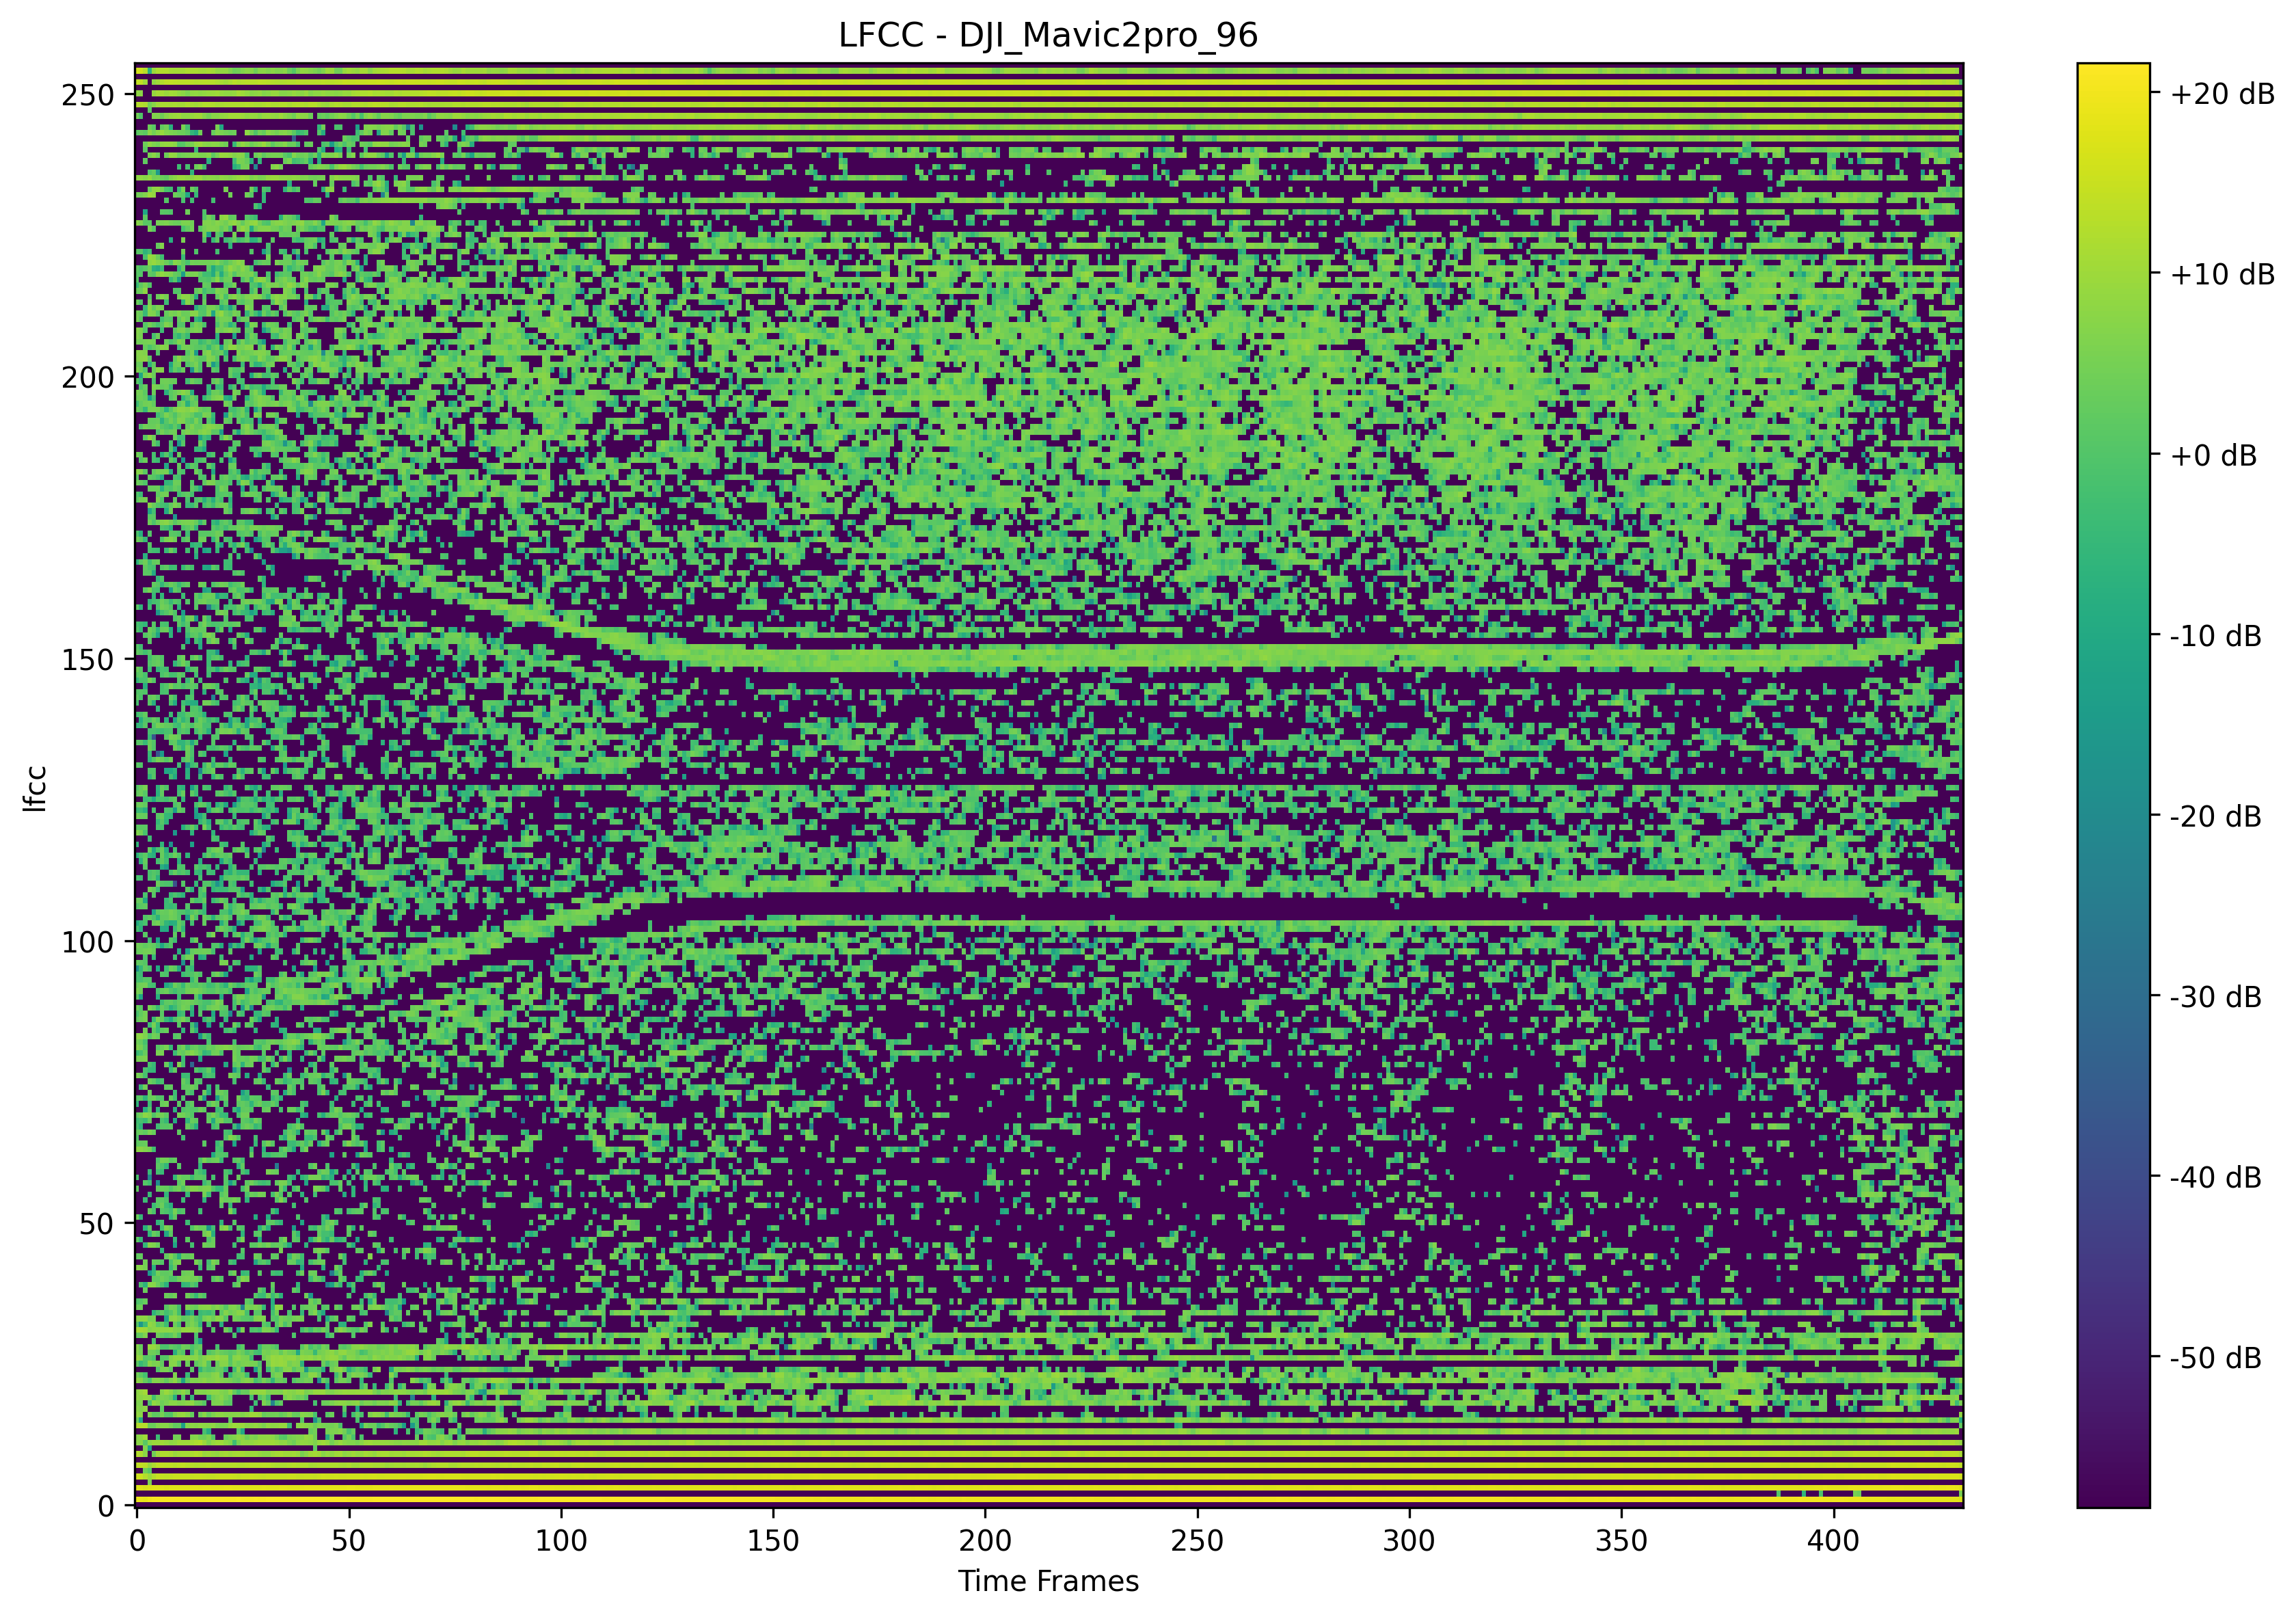 LFCC - DJI_Mavic2pro_96
250
200
150
100
50
0
lfcc
0 50 100 150 200 250 300 350 400
Time Frames
+20 dB
+10 dB
+0 dB
-10 dB
-20 dB
-30 dB
-40 dB
-50 dB